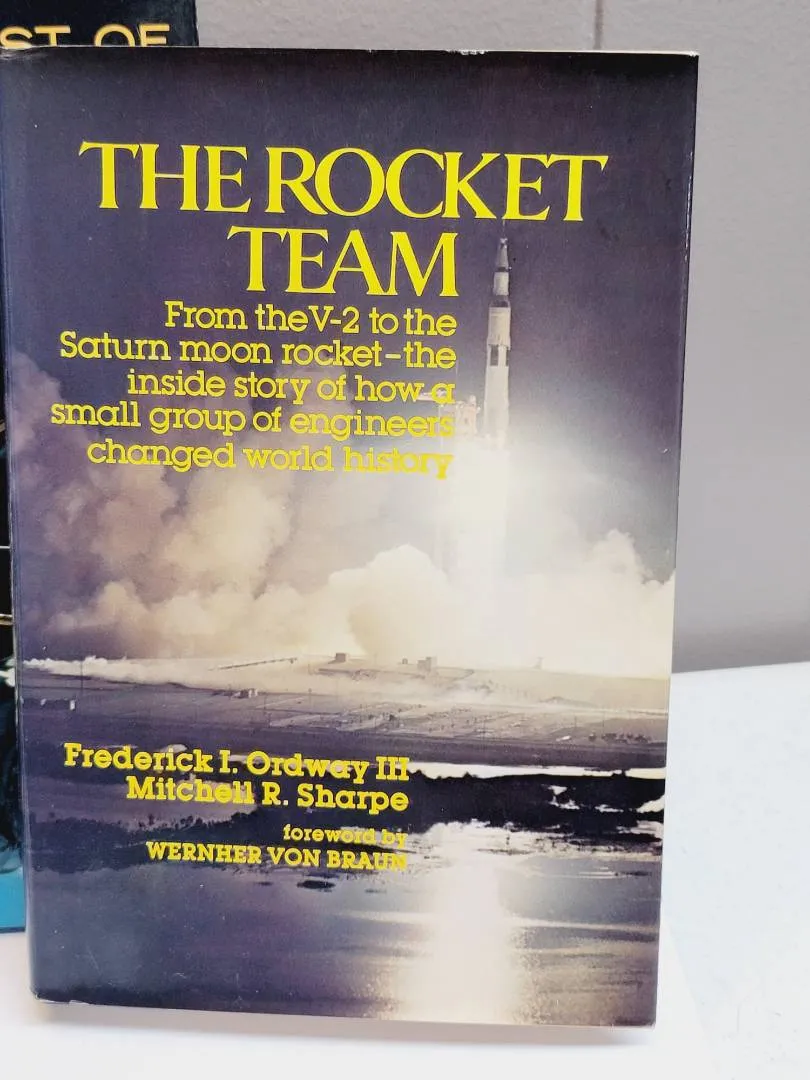 ST OF
THE ROCKET
TEAM
From the V-2 to the
Saturn moon rocket–the
inside story of how a
small group of engineers
changed world history
Frederick I. Ordway III
Mitchell R. Sharpe
foreword by
WERNHER VON BRAUN